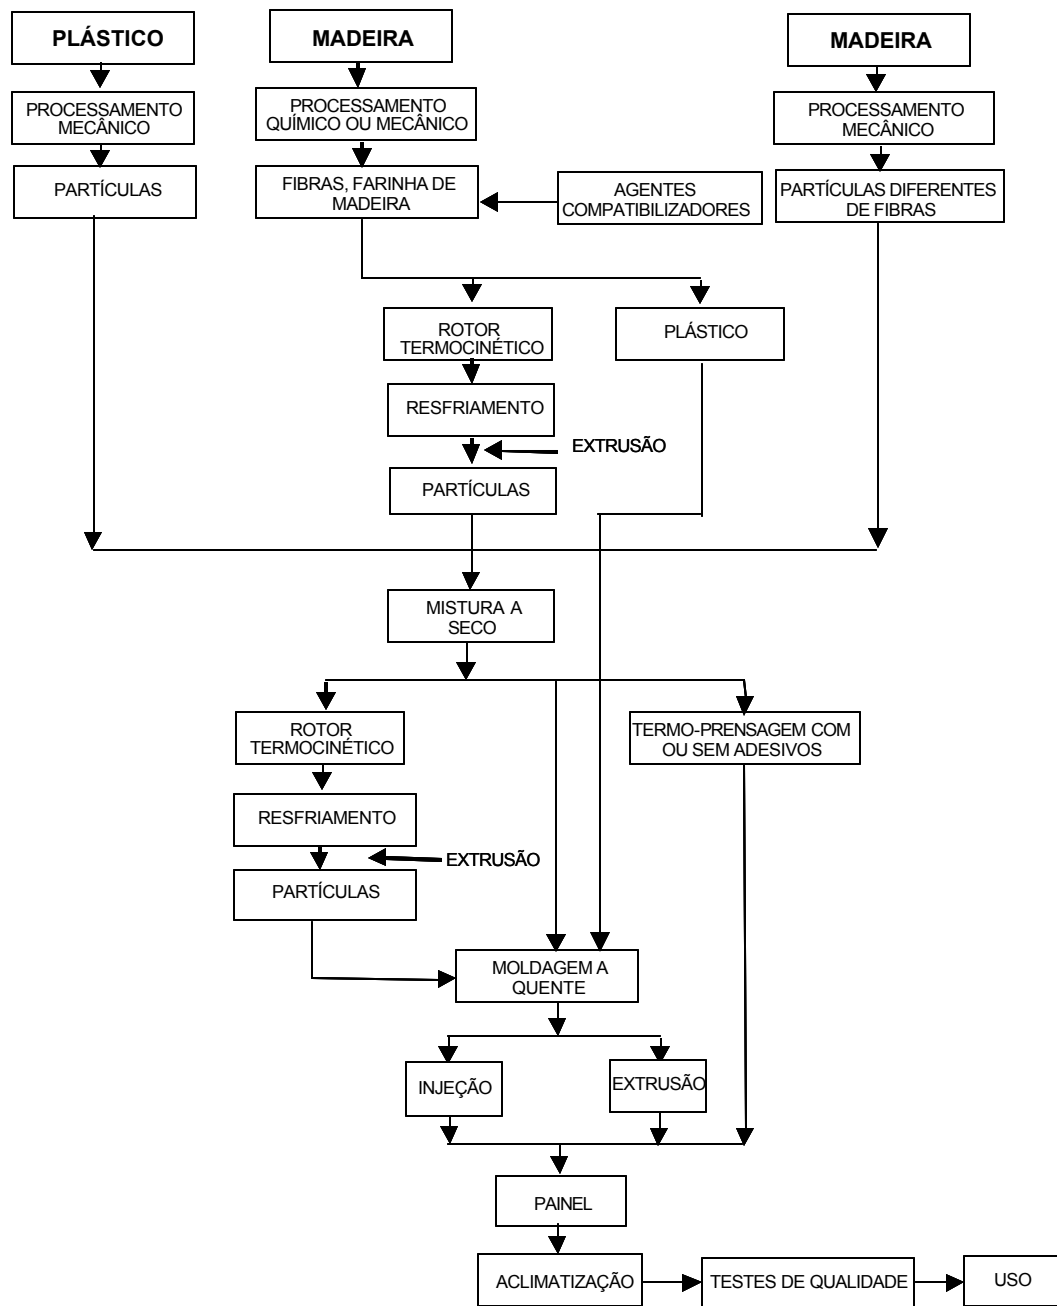 PLÁSTICO
MADEIRA
MADEIRA
PROCESSAMENTO
MECÂNICO
PROCESSAMENTO
QUÍMICO OU MECÂNICO
PROCESSAMENTO
MECÂNICO
PARTÍCULAS
FIBRAS, FARINHA DE
MADEIRA
AGENTES
COMPATIBILIZADORES
PARTÍCULAS DIFERENTES
DE FIBRAS
ROTOR
TERMOCINÉTICO
PLÁSTICO
RESFRIAMENTO
EXTRUSÃO
PARTÍCULAS
MISTURA A
SECO
ROTOR
TERMOCINÉTICO
TERMO-PRENSAGEM COM
OU SEM ADESIVOS
RESFRIAMENTO
EXTRUSÃO
PARTÍCULAS
MOLDAGEM A
QUENTE
INJEÇÃO
EXTRUSÃO
PAINEL
ACLIMATIZAÇÃO
TESTES DE QUALIDADE
USO